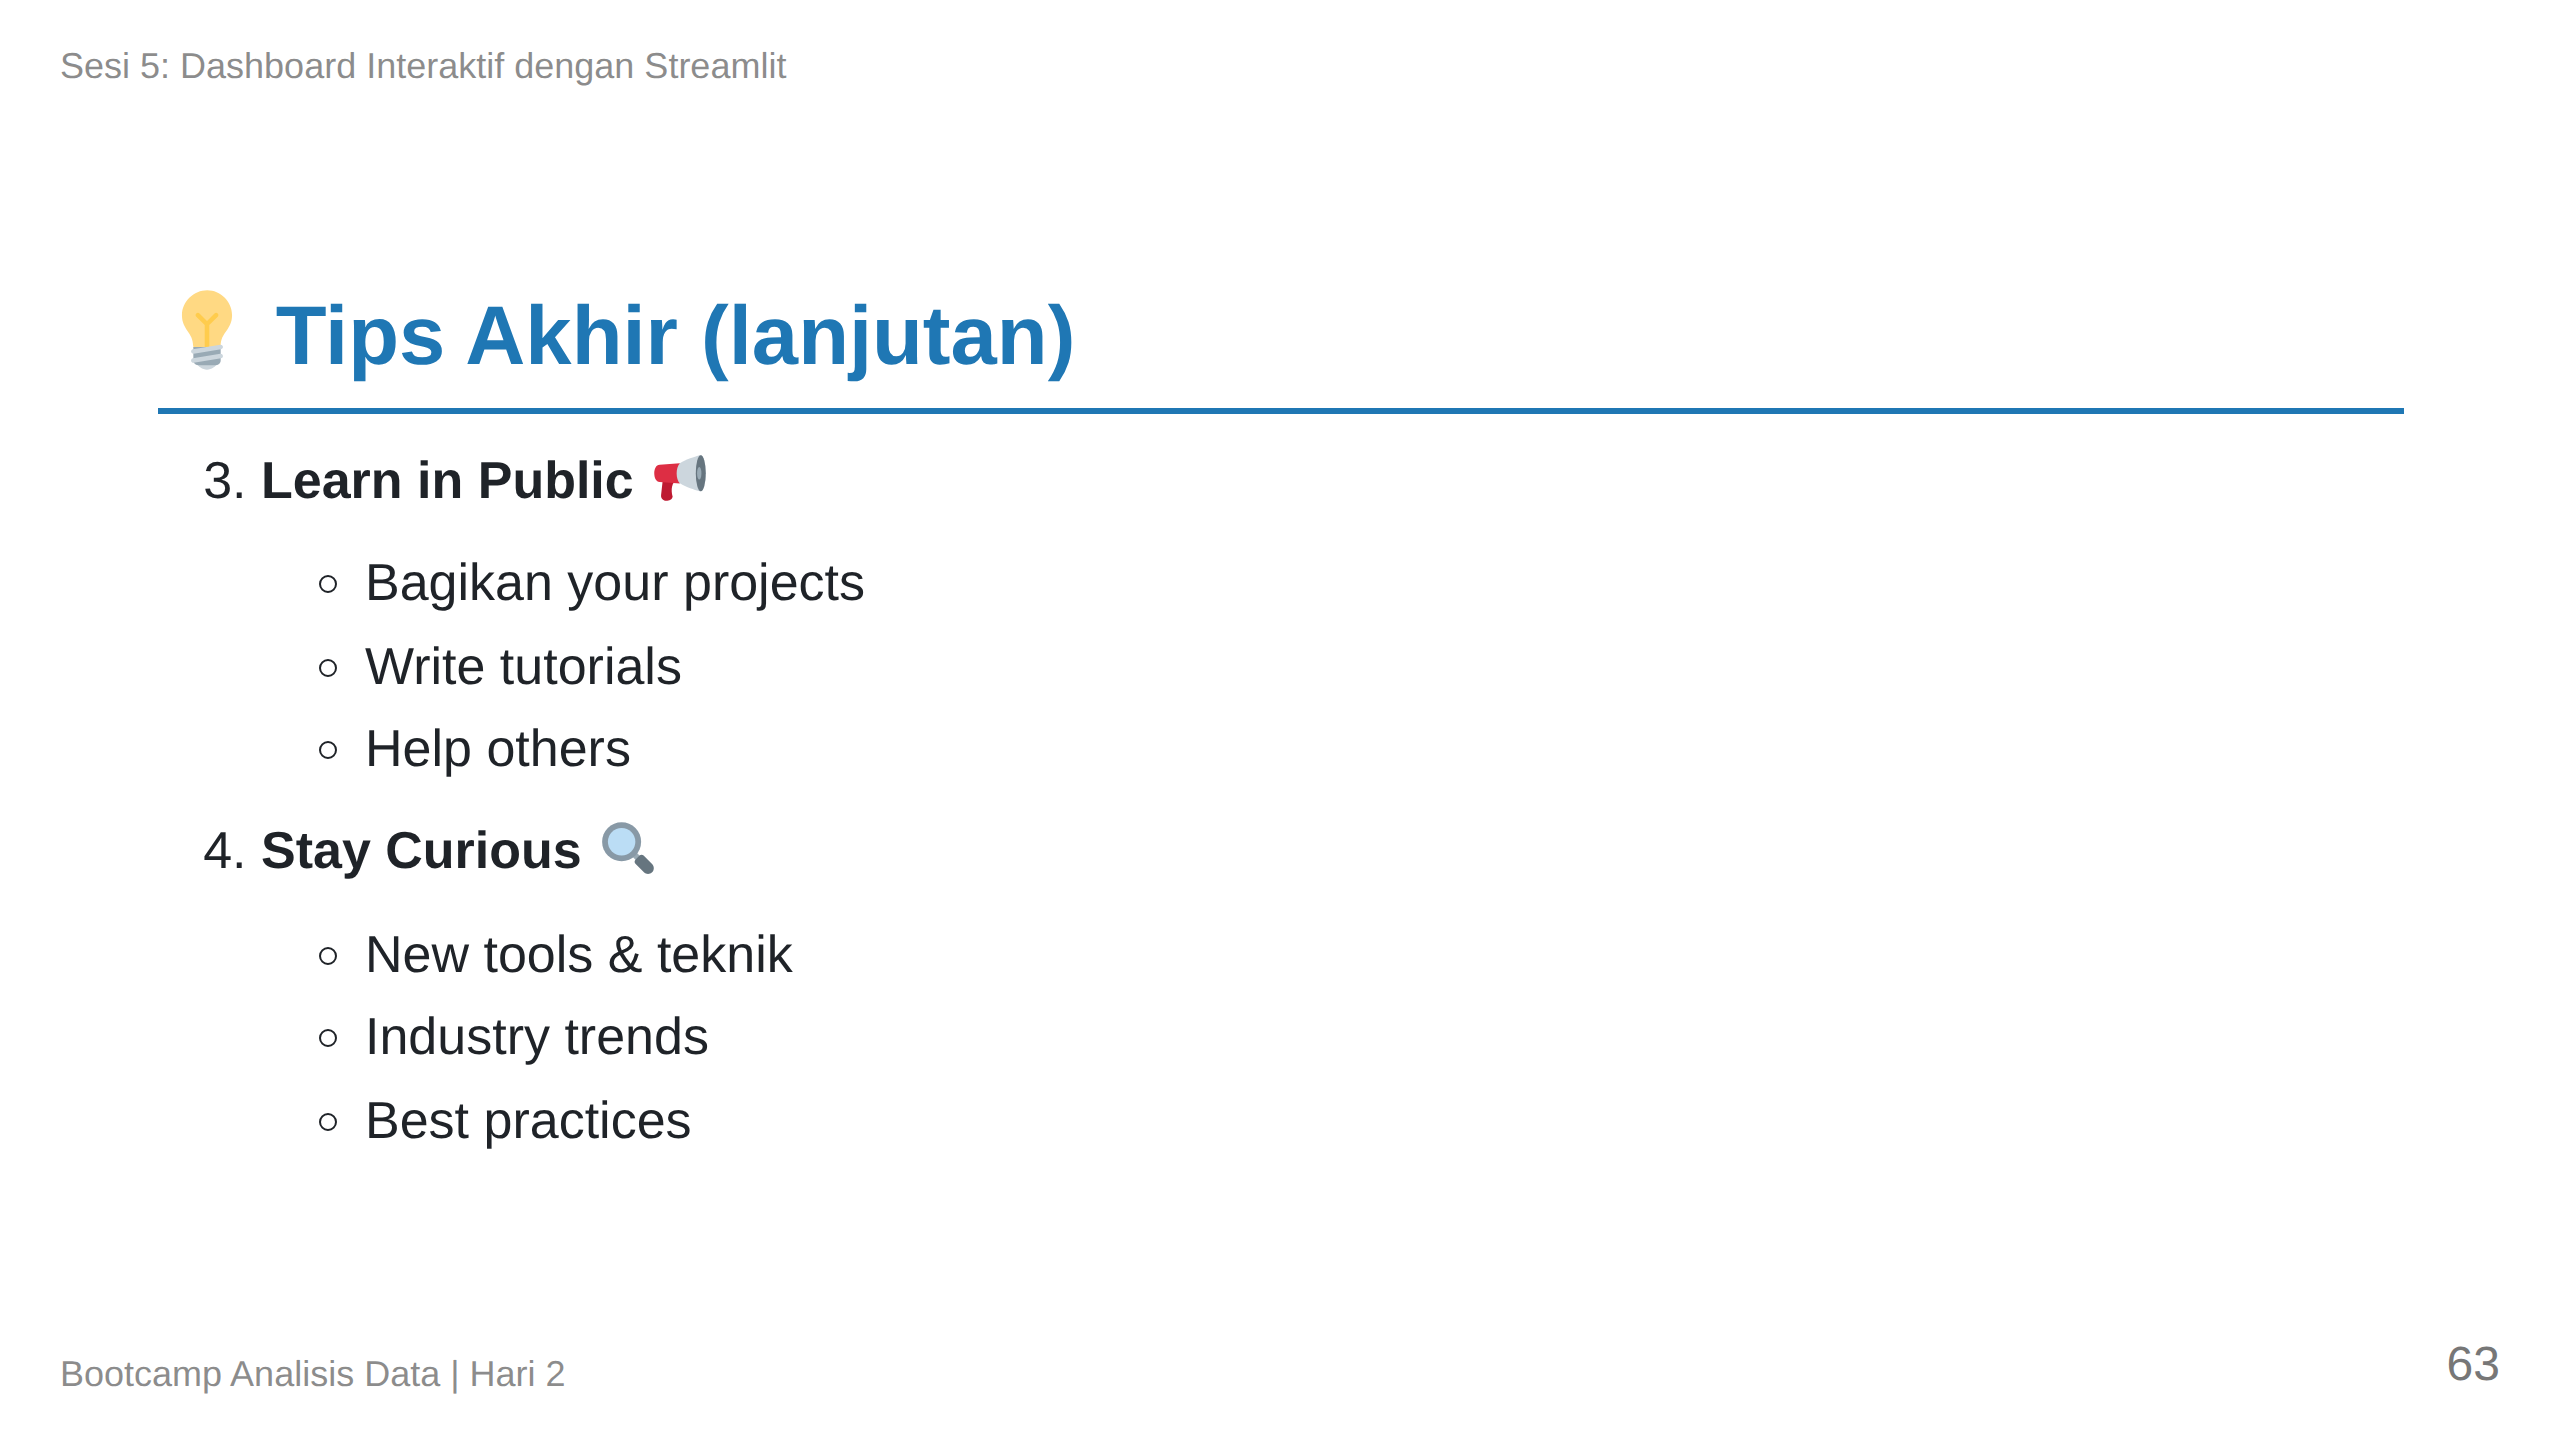 Sesi 5: Dashboard Interaktif dengan Streamlit
💡 Tips Akhir (lanjutan)
3. Learn in Public 📣
Bagikan your projects
Write tutorials
Help others
4. Stay Curious 🔍
New tools & teknik
Industry trends
Best practices
Bootcamp Analisis Data | Hari 2
63